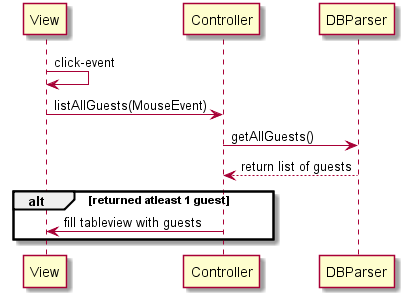 View Controller DBParser
click-event
listAllGuests(MouseEvent)
getAllGuests()
return list of guests
alt [returned atleast 1 guest]
fill tableview with guests
View Controller DBParser